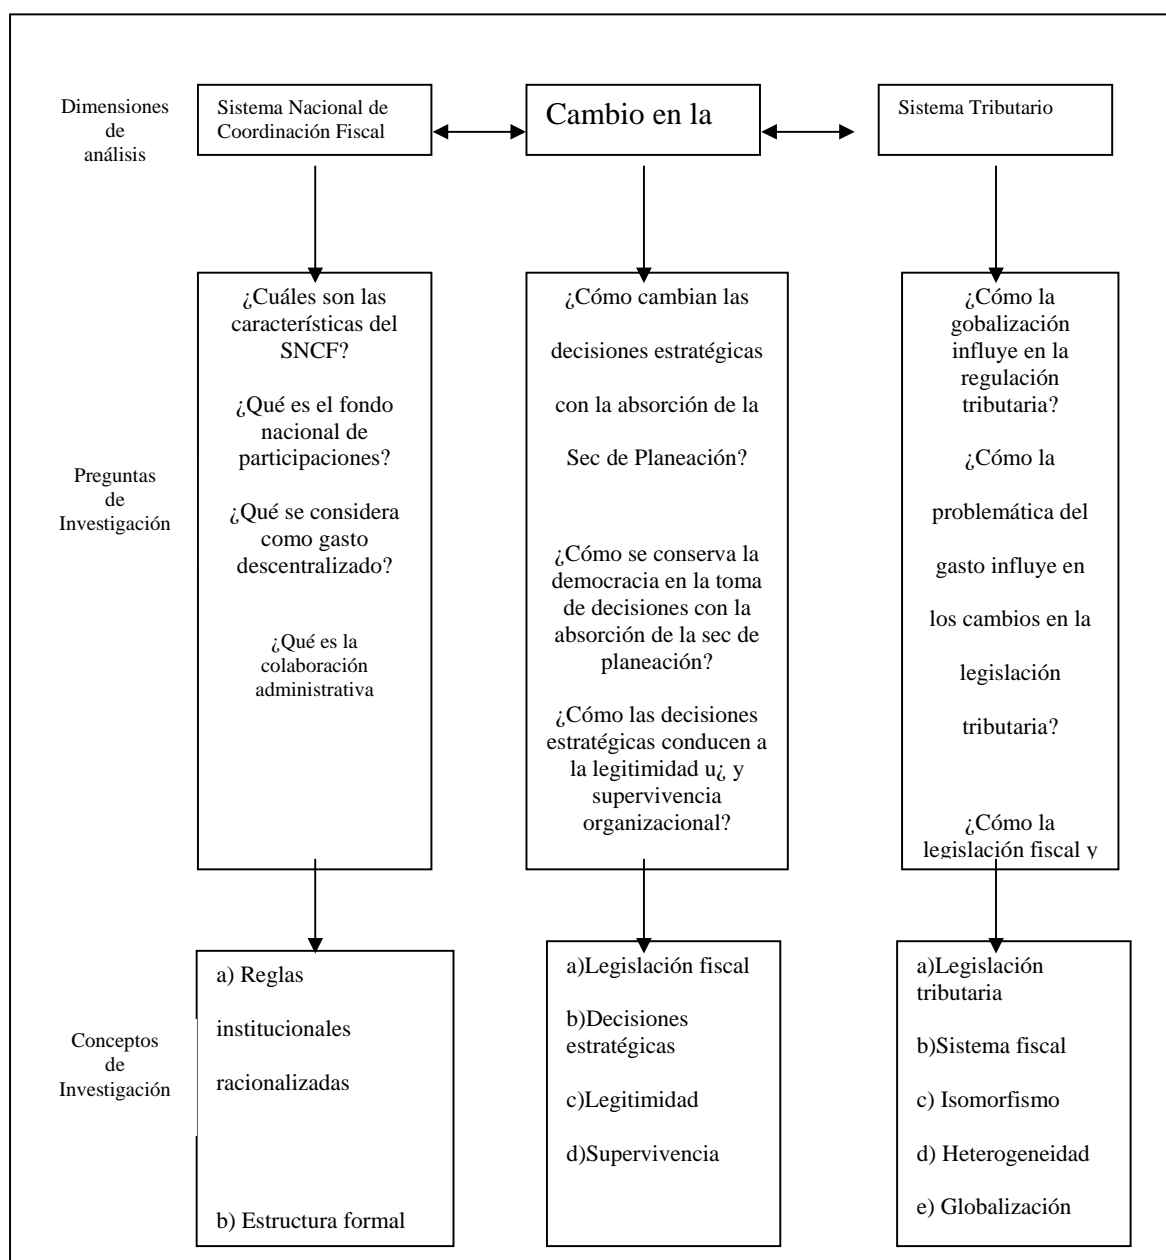 Dimensiones
de
análisis
Sistema Nacional de
Coordinación Fiscal
Cambio en la
Sistema Tributario
Preguntas
de
Investigación
¿Cuáles son las
características del
SNCF?
¿Qué es el fondo
nacional de
participaciones?
¿Qué se considera
como gasto
descentralizado?
¿Qué es la
colaboración
administrativa
¿Cómo cambian las
decisiones estratégicas
con la absorción de la
Sec de Planeación?
¿Cómo se conserva la
democracia en la toma
de decisiones con la
absorción de la sec de
planeación?
¿Cómo las decisiones
estratégicas conducen a
la legitimidad u¿ y
supervivencia
organizacional?
¿Cómo la
gobalización
influye en la
regulación
tributaria?
¿Cómo la
problemática del
gasto influye en
los cambios en la
legislación
tributaria?
¿Cómo la
legislación fiscal y
Conceptos
de
Investigación
a) Reglas
institucionales
racionalizadas
b) Estructura formal
a)Legislación fiscal
b)Decisiones
estratégicas
c)Legitimidad
d)Supervivencia
a)Legislación
tributaria
b)Sistema fiscal
c) Isomorfismo
d) Heterogeneidad
e) Globalización